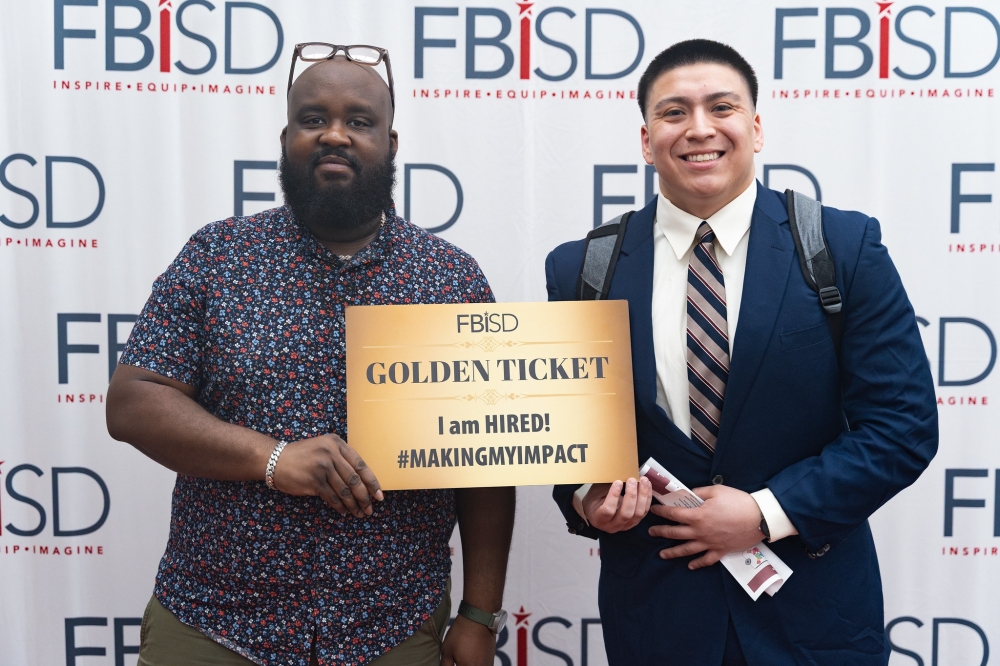 FBiSD FBiSD FBiSD
INSPIRE•EQUIP•IMAGINE INSPIRE•EQUIP•IMAGINE INSPIRE•EQUIP•IMAGINE
FBiSD
GOLDEN TICKET
I am HIRED!
#MAKINGMYIMPACT